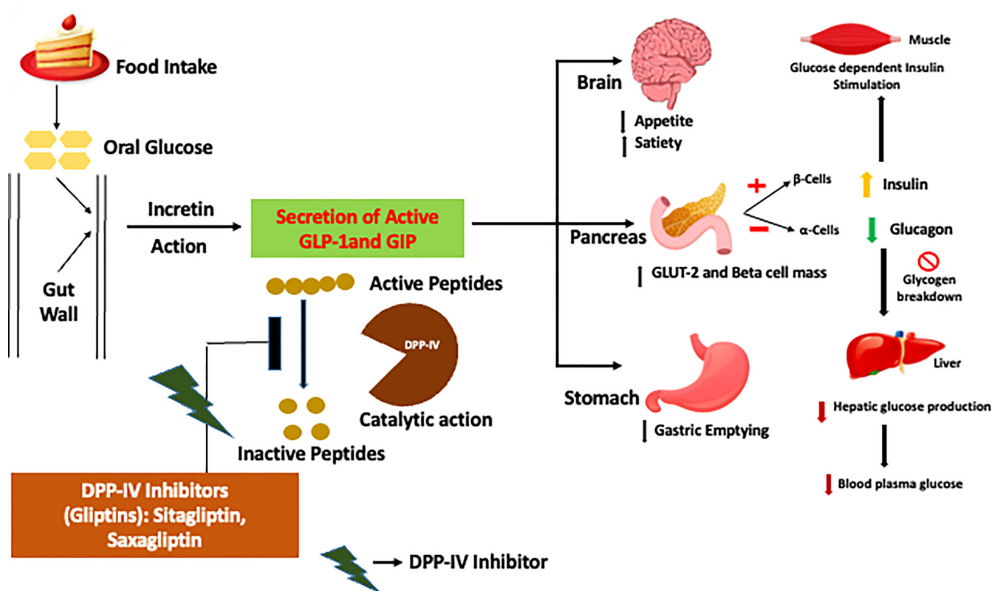 Food Intake
Oral Glucose
Gut
Wall
Incretin
Action
Secretion of Active
GLP-1and GIP
Active Peptides
DPP-IV
Catalytic action
Inactive Peptides
DPP-IV Inhibitors
(Gliptins): Sitagliptin,
Saxagliptin
DPP-IV Inhibitor
Brain
Appetite
Satiety
Pancreas
β-Cells
α-Cells
GLUT-2 and Beta cell mass
Stomach
Gastric Emptying
Muscle
Glucose dependent Insulin
Stimulation
Insulin
Glucagon
Glycogen
breakdown
Liver
Hepatic glucose production
Blood plasma glucose